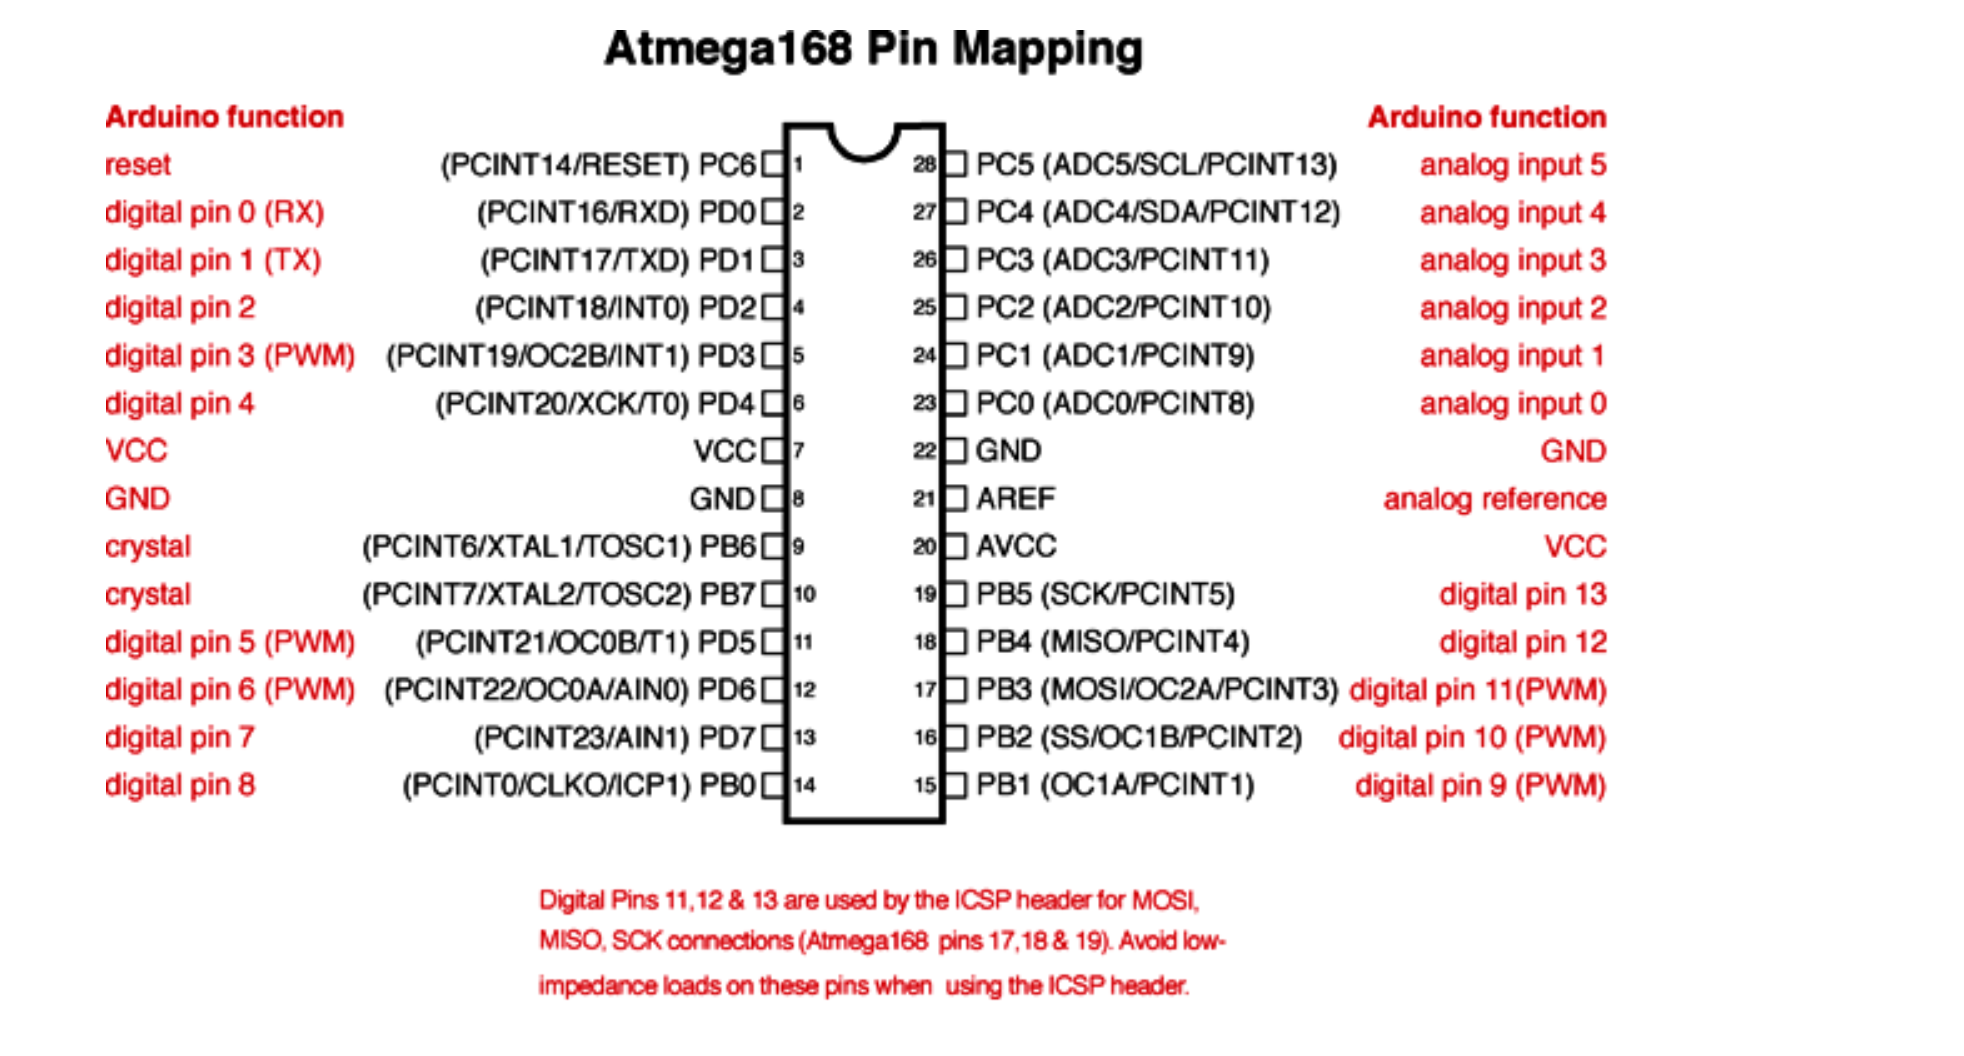 Atmega168 Pin Mapping
Arduino function Arduino function
reset (PCINT14/RESET) PC6 1 28 PC5 (ADC5/SCL/PCINT13) analog input 5
digital pin 0 (RX) (PCINT16/RXD) PD0 2 27 PC4 (ADC4/SDA/PCINT12) analog input 4
digital pin 1 (TX) (PCINT17/TXD) PD1 3 26 PC3 (ADC3/PCINT11) analog input 3
digital pin 2 (PCINT18/INT0) PD2 4 25 PC2 (ADC2/PCINT10) analog input 2
digital pin 3 (PWM) (PCINT19/OC2B/INT1) PD3 5 24 PC1 (ADC1/PCINT9) analog input 1
digital pin 4 (PCINT20/XCK/T0) PD4 6 23 PC0 (ADC0/PCINT8) analog input 0
VCC VCC 7 22 GND GND
GND GND 8 21 AREF analog reference
crystal (PCINT6/XTAL1/TOSC1) PB6 9 20 AVCC VCC
crystal (PCINT7/XTAL2/TOSC2) PB7 10 19 PB5 (SCK/PCINT5) digital pin 13
digital pin 5 (PWM) (PCINT21/OC0B/T1) PD5 11 18 PB4 (MISO/PCINT4) digital pin 12
digital pin 6 (PWM) (PCINT22/OC0A/AIN0) PD6 12 17 PB3 (MOSI/OC2A/PCINT3) digital pin 11(PWM)
digital pin 7 (PCINT23/AIN1) PD7 13 16 PB2 (SS/OC1B/PCINT2) digital pin 10 (PWM)
digital pin 8 (PCINT0/CLKO/ICP1) PB0 14 15 PB1 (OC1A/PCINT1) digital pin 9 (PWM)
Digital Pins 11,12 & 13 are used by the ICSP header for MOSI,
MISO, SCK connections (Atmega168 pins 17,18 & 19). Avoid low-
impedance loads on these pins when using the ICSP header.